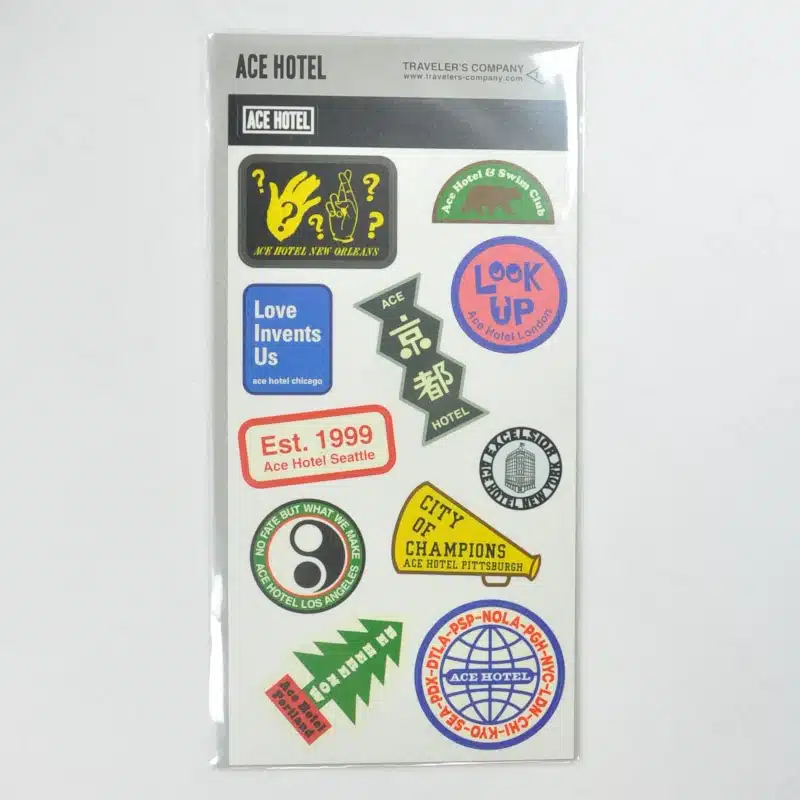 ACE HOTEL
TRAVELER'S COMPANY
www.travelers-company.com
ACE HOTEL
? ? ? ? ?
ACE HOTEL NEW ORLEANS
Ace Hotel & Swim Club
LOOK
UP
Ace Hotel London
Love
Invents
Us
ace hotel chicago
ACE
京
都
HOTEL
Est. 1999
Ace Hotel Seattle
EXCELSIOR
ACE HOTEL NEW YORK
CITY
OF
CHAMPIONS
ACE HOTEL PITTSBURGH
NO FATE BUT WHAT WE MAKE
ACE HOTEL LOS ANGELES
Ace Hotel
Portland
SEA-PDX-DTLA-PSP-NOLA-PGH-NYC-LDN-CHI-KYO-
ACE HOTEL